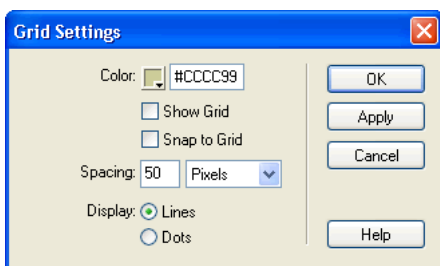 Grid Settings
Color: #CCCC99
Show Grid
Snap to Grid
Spacing: 50 Pixels
Display: Lines
Dots
OK
Apply
Cancel
Help